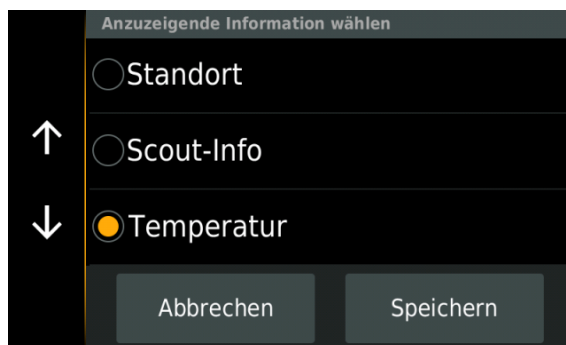 Anzuzeigende Information wählen
Standort
Scout-Info
Temperatur
Abbrechen Speichern